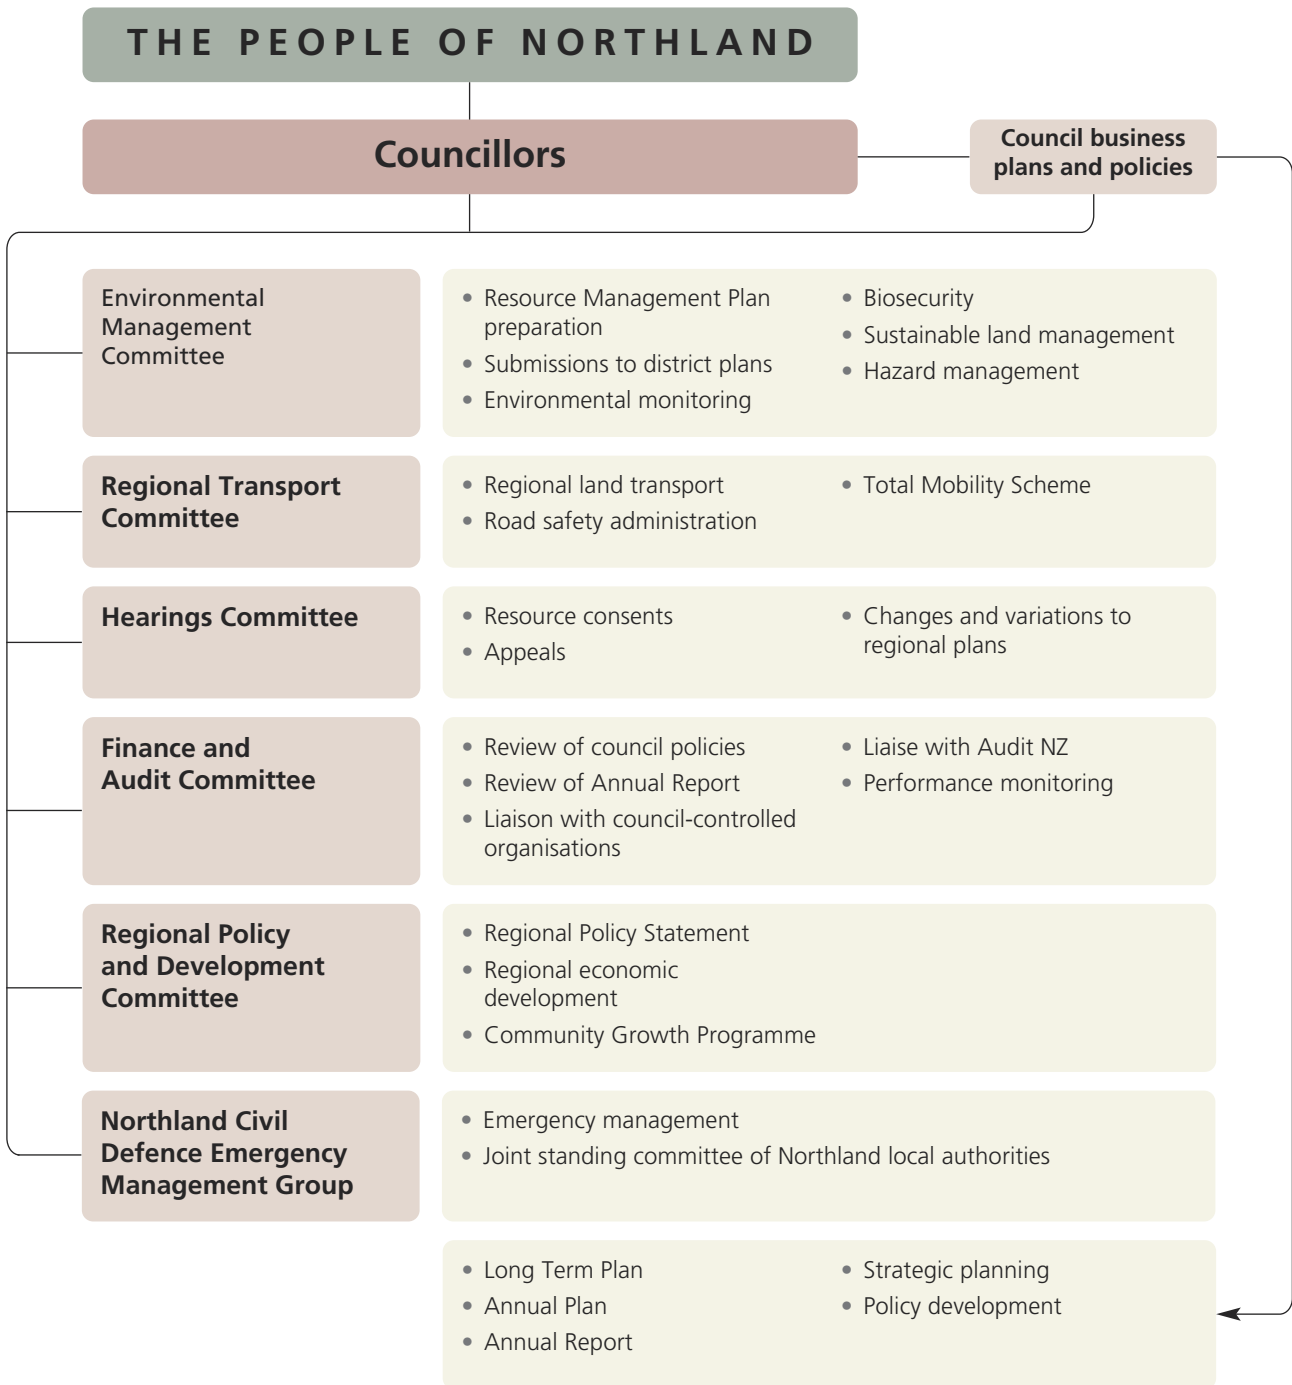 THE PEOPLE OF NORTHLAND
Councillors
Council business
plans and policies
Environmental
Management
Committee
• Resource Management Plan
preparation
• Submissions to district plans
• Environmental monitoring
• Biosecurity
• Sustainable land management
• Hazard management
Regional Transport
Committee
• Regional land transport
• Road safety administration
• Total Mobility Scheme
Hearings Committee
• Resource consents
• Appeals
• Changes and variations to
regional plans
Finance and
Audit Committee
• Review of council policies
• Review of Annual Report
• Liaison with council-controlled
organisations
• Liaise with Audit NZ
• Performance monitoring
Regional Policy
and Development
Committee
• Regional Policy Statement
• Regional economic
development
• Community Growth Programme
Northland Civil
Defence Emergency
Management Group
• Emergency management
• Joint standing committee of Northland local authorities
• Long Term Plan
• Annual Plan
• Annual Report
• Strategic planning
• Policy development